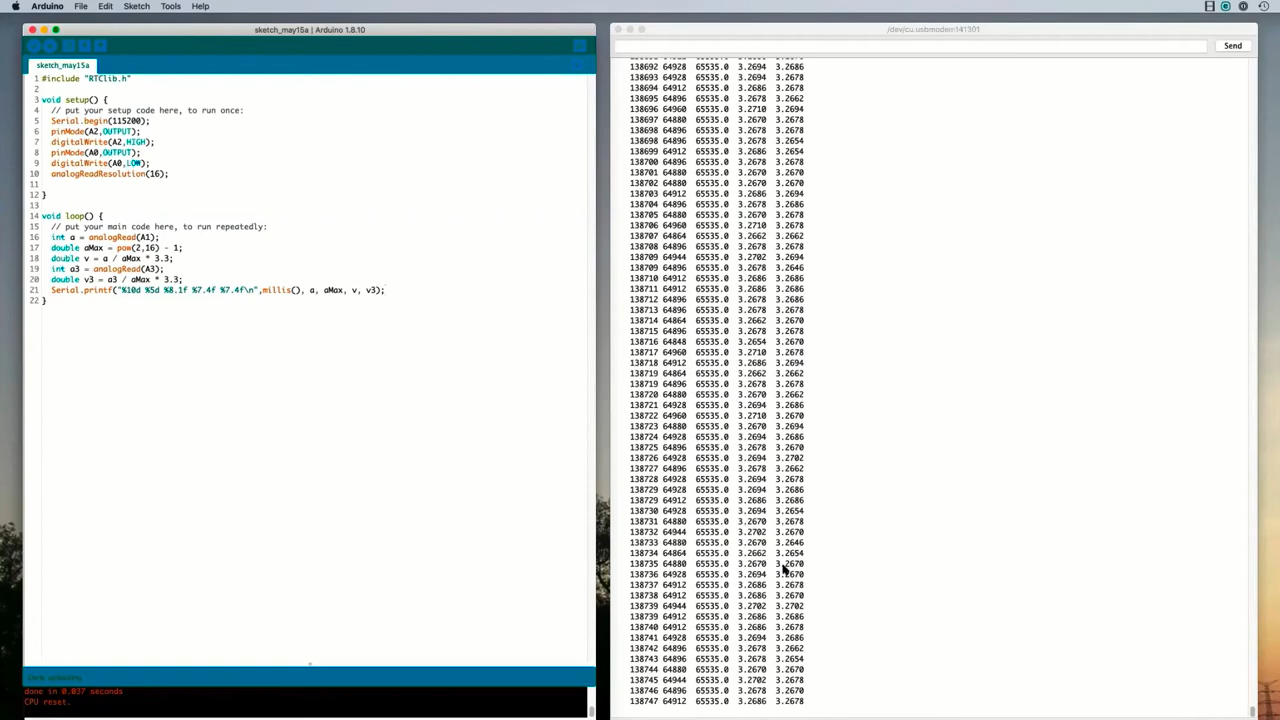 Arduino File Edit Sketch Tools Help
sketch_may15a | Arduino 1.8.10
sketch_may15a
1 #include "RTClib.h"
2
3 void setup() {
4 // put your setup code here, to run once:
5 Serial.begin(115200);
6 pinMode(A2,OUTPUT);
7 digitalWrite(A2,HIGH);
8 pinMode(A0,OUTPUT);
9 digitalWrite(A0,LOW);
10 analogReadResolution(16);
11
12 }
13
14 void loop() {
15 // put your main code here, to run repeatedly:
16 int a = analogRead(A1);
17 double aMax = pow(2,16) - 1;
18 double v = a / aMax * 3.3;
19 int a3 = analogRead(A3);
20 double v3 = a3 / aMax * 3.3;
21 Serial.printf("%10d %5d %8.1f %7.4f %7.4f\n",millis(), a, aMax, v, v3);
22 }
Done uploading.
done in 0.037 seconds
CPU reset.
/dev/cu.usbmodem141301
Send
138692 64928 65535.0 3.2694 3.2686
138693 64928 65535.0 3.2694 3.2686
138694 64912 65535.0 3.2686 3.2678
138695 64896 65535.0 3.2678 3.2662
138696 64960 65535.0 3.2710 3.2694
138697 64880 65535.0 3.2670 3.2678
138698 64896 65535.0 3.2678 3.2678
138698 64896 65535.0 3.2678 3.2654
138699 64912 65535.0 3.2686 3.2654
138700 64896 65535.0 3.2678 3.2678
138701 64880 65535.0 3.2670 3.2670
138702 64880 65535.0 3.2670 3.2670
138703 64912 65535.0 3.2686 3.2694
138704 64896 65535.0 3.2678 3.2686
138705 64880 65535.0 3.2670 3.2678
138706 64960 65535.0 3.2710 3.2678
138707 64864 65535.0 3.2662 3.2662
138708 64896 65535.0 3.2678 3.2678
138709 64944 65535.0 3.2702 3.2694
138709 64896 65535.0 3.2678 3.2646
138710 64912 65535.0 3.2686 3.2686
138711 64912 65535.0 3.2686 3.2686
138712 64896 65535.0 3.2678 3.2686
138713 64896 65535.0 3.2678 3.2678
138714 64864 65535.0 3.2662 3.2670
138715 64896 65535.0 3.2678 3.2678
138716 64848 65535.0 3.2654 3.2670
138717 64960 65535.0 3.2710 3.2678
138718 64912 65535.0 3.2686 3.2694
138719 64864 65535.0 3.2662 3.2662
138719 64896 65535.0 3.2678 3.2678
138720 64880 65535.0 3.2670 3.2662
138721 64928 65535.0 3.2694 3.2686
138722 64960 65535.0 3.2710 3.2670
138723 64880 65535.0 3.2670 3.2694
138724 64928 65535.0 3.2694 3.2686
138725 64896 65535.0 3.2678 3.2670
138726 64928 65535.0 3.2694 3.2702
138727 64896 65535.0 3.2678 3.2662
138728 64928 65535.0 3.2694 3.2678
138729 64928 65535.0 3.2694 3.2686
138729 64912 65535.0 3.2686 3.2686
138730 64928 65535.0 3.2694 3.2654
138731 64880 65535.0 3.2670 3.2678
138732 64944 65535.0 3.2702 3.2670
138733 64880 65535.0 3.2670 3.2646
138734 64864 65535.0 3.2662 3.2654
138735 64880 65535.0 3.2670 3.2670
138736 64928 65535.0 3.2694 3.2670
138737 64912 65535.0 3.2686 3.2678
138738 64912 65535.0 3.2686 3.2670
138739 64944 65535.0 3.2702 3.2702
138739 64912 65535.0 3.2686 3.2686
138740 64912 65535.0 3.2686 3.2678
138741 64928 65535.0 3.2694 3.2686
138742 64896 65535.0 3.2678 3.2662
138743 64896 65535.0 3.2678 3.2654
138744 64880 65535.0 3.2670 3.2670
138745 64944 65535.0 3.2702 3.2678
138746 64896 65535.0 3.2678 3.2670
138747 64912 65535.0 3.2686 3.2678